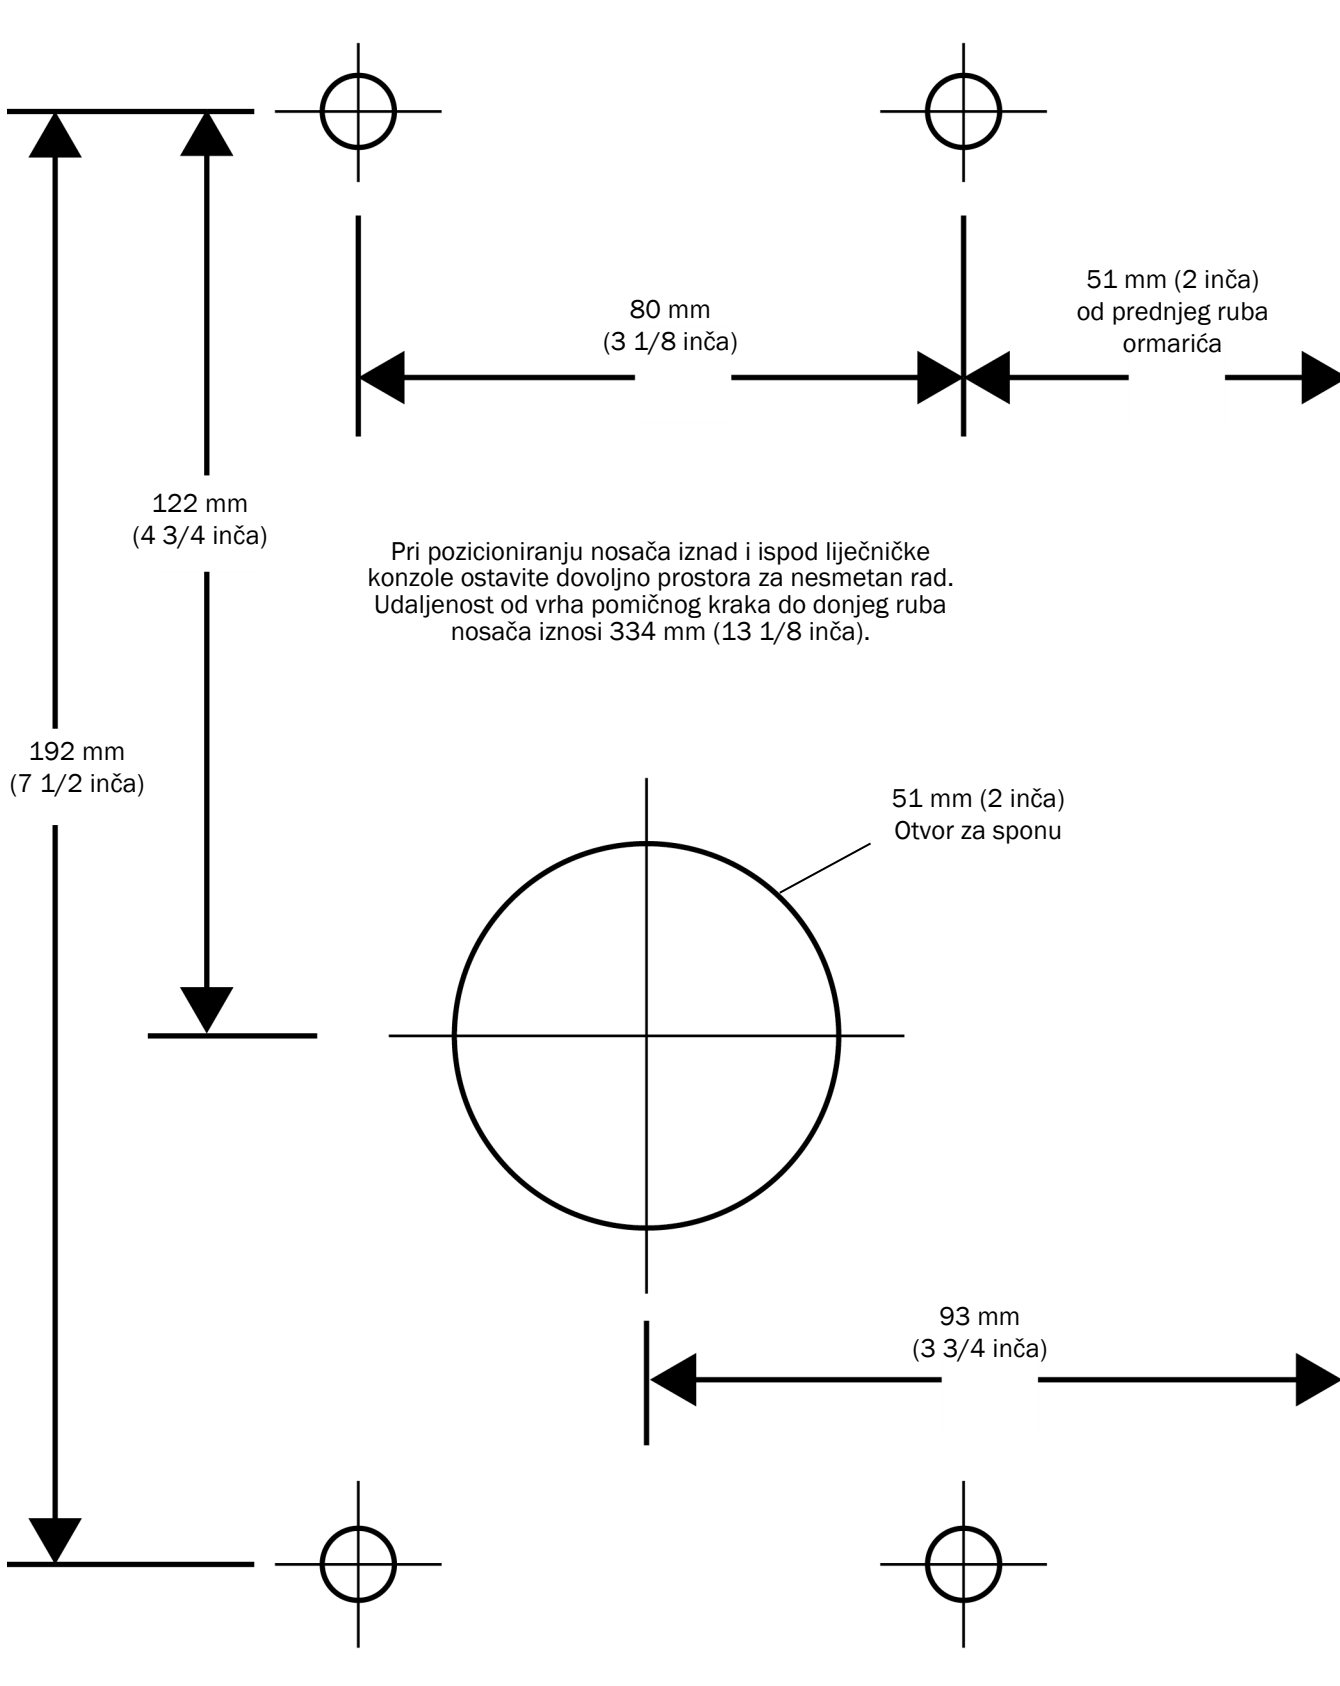 51 mm (2 inča)
od prednjeg ruba
ormarića
80 mm
(3 1/8 inča)
122 mm
(4 3/4 inča)
Pri pozicioniranju nosača iznad i ispod liječničke
konzole ostavite dovoljno prostora za nesmetan rad.
Udaljenost od vrha pomičnog kraka do donjeg ruba
nosača iznosi 334 mm (13 1/8 inča).
192 mm
(7 1/2 inča)
51 mm (2 inča)
Otvor za sponu
93 mm
(3 3/4 inča)